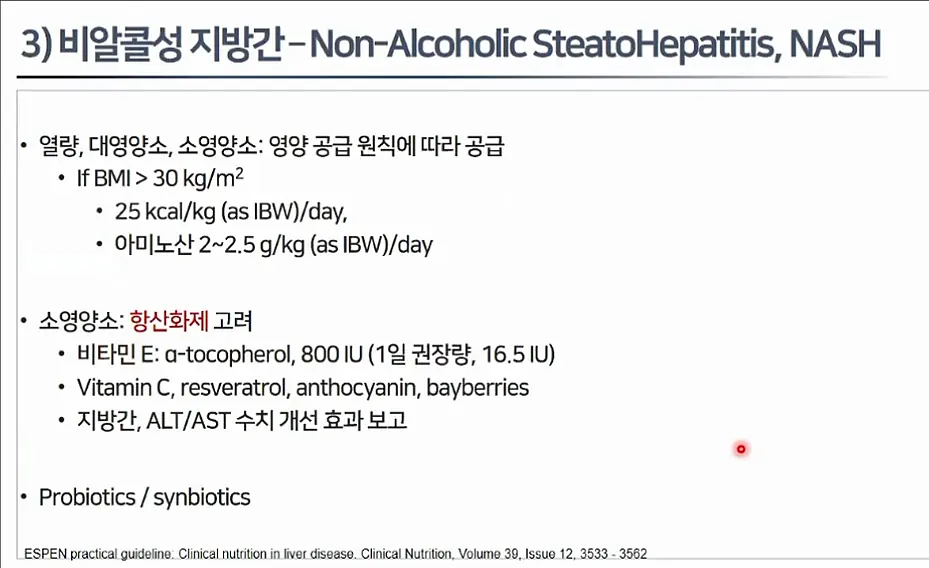 3) 비알콜성 지방간 – Non-Alcoholic SteatoHepatitis, NASH
• 열량, 대영양소, 소영양소: 영양 공급 원칙에 따라 공급
• If BMI > 30 kg/m²
• 25 kcal/kg (as IBW)/day,
• 아미노산 2~2.5 g/kg (as IBW)/day
• 소영양소: 항산화제 고려
• 비타민 E: α-tocopherol, 800 IU (1일 권장량, 16.5 IU)
• Vitamin C, resveratrol, anthocyanin, bayberries
• 지방간, ALT/AST 수치 개선 효과 보고
• Probiotics / synbiotics
ESPEN practical guideline: Clinical nutrition in liver disease. Clinical Nutrition, Volume 39, Issue 12, 3533 - 3562